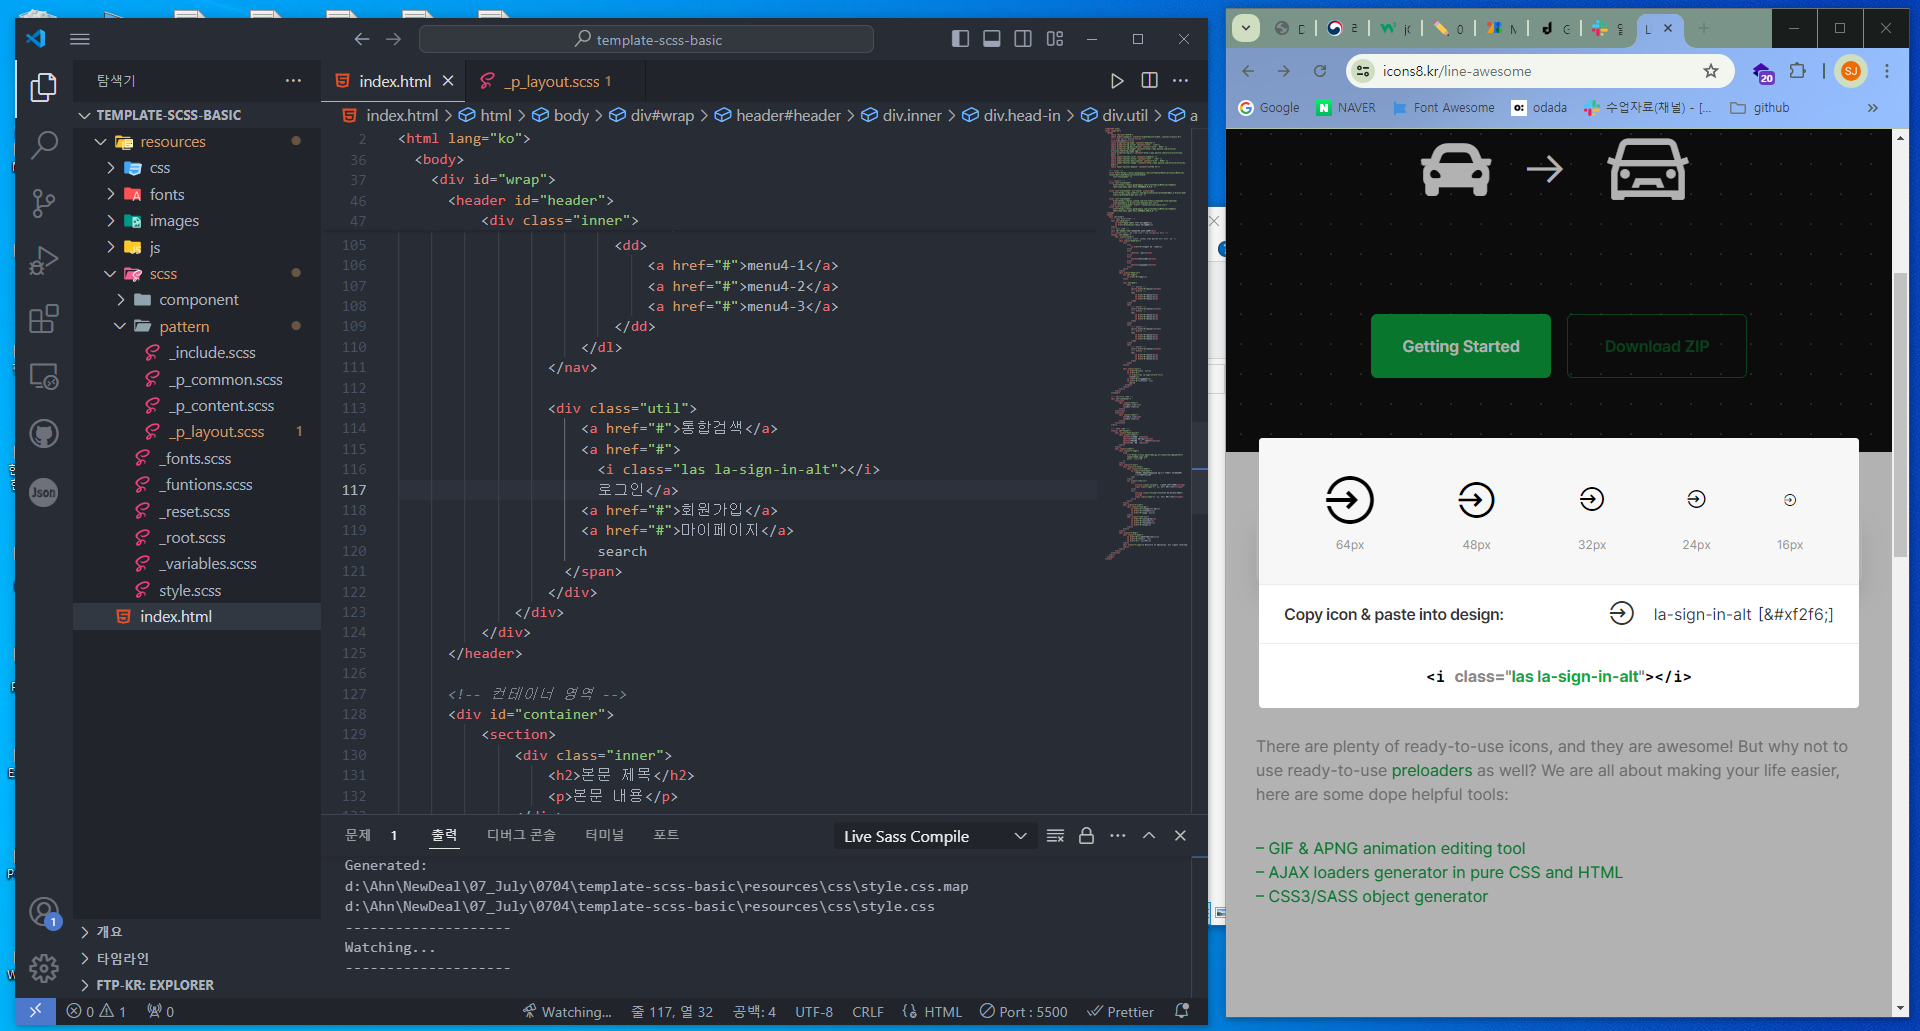 template-scss-basic
탐색기
index.html
_p_layout.scss 1
TEMPLATE-SCSS-BASIC
index.html > html > body > div#wrap > header#header > div.inner > div.head-in > div.util > a
resources
css
fonts
images
js
scss
component
pattern
_include.scss
_p_common.scss
_p_content.scss
_p_layout.scss 1
_fonts.scss
_funtions.scss
_reset.scss
_root.scss
_variables.scss
style.scss
index.html
개요
타임라인
FTP-KR: EXPLORER
2 <html lang="ko">
36 <body>
37 <div id="wrap">
46 <header id="header">
47 <div class="inner">
105 <dd>
106 <a href="#">menu4-1</a>
107 <a href="#">menu4-2</a>
108 <a href="#">menu4-3</a>
109 </dd>
110 </dl>
111 </nav>
112
113 <div class="util">
114 <a href="#">통합검색</a>
115 <a href="#">
116 <i class="las la-sign-in-alt"></i>
117 로그인</a>
118 <a href="#">회원가입</a>
119 <a href="#">마이페이지</a>
120 search
121 </span>
122 </div>
123 </div>
124 </div>
125 </header>
126
127 <!-- 컨테이너 영역 -->
128 <div id="container">
129 <section>
130 <div class="inner">
131 <h2>본문 제목</h2>
132 <p>본문 내용</p>
문제 1 출력 디버그 콘솔 터미널 포트
Live Sass Compile
Generated:
d:\Ahn\NewDeal\07_July\0704\template-scss-basic\resources\css\style.css.map
d:\Ahn\NewDeal\07_July\0704\template-scss-basic\resources\css\style.css
--------------------
Watching...
--------------------
Json
1
0 1 0
Watching... 줄 117, 열 32 공백: 4 UTF-8 CRLF HTML Port : 5500 Prettier
icons8.kr/line-awesome
20
SJ
Google NAVER Font Awesome odada 수업자료(채널) - [... github
Getting Started
Download ZIP
64px 48px 32px 24px 16px
Copy icon & paste into design: la-sign-in-alt [&#xf2f6;]
<i class="las la-sign-in-alt"></i>
There are plenty of ready-to-use icons, and they are awesome! But why not to
use ready-to-use preloaders as well? We are all about making your life easier,
here are some dope helpful tools:
– GIF & APNG animation editing tool
– AJAX loaders generator in pure CSS and HTML
– CSS3/SASS object generator